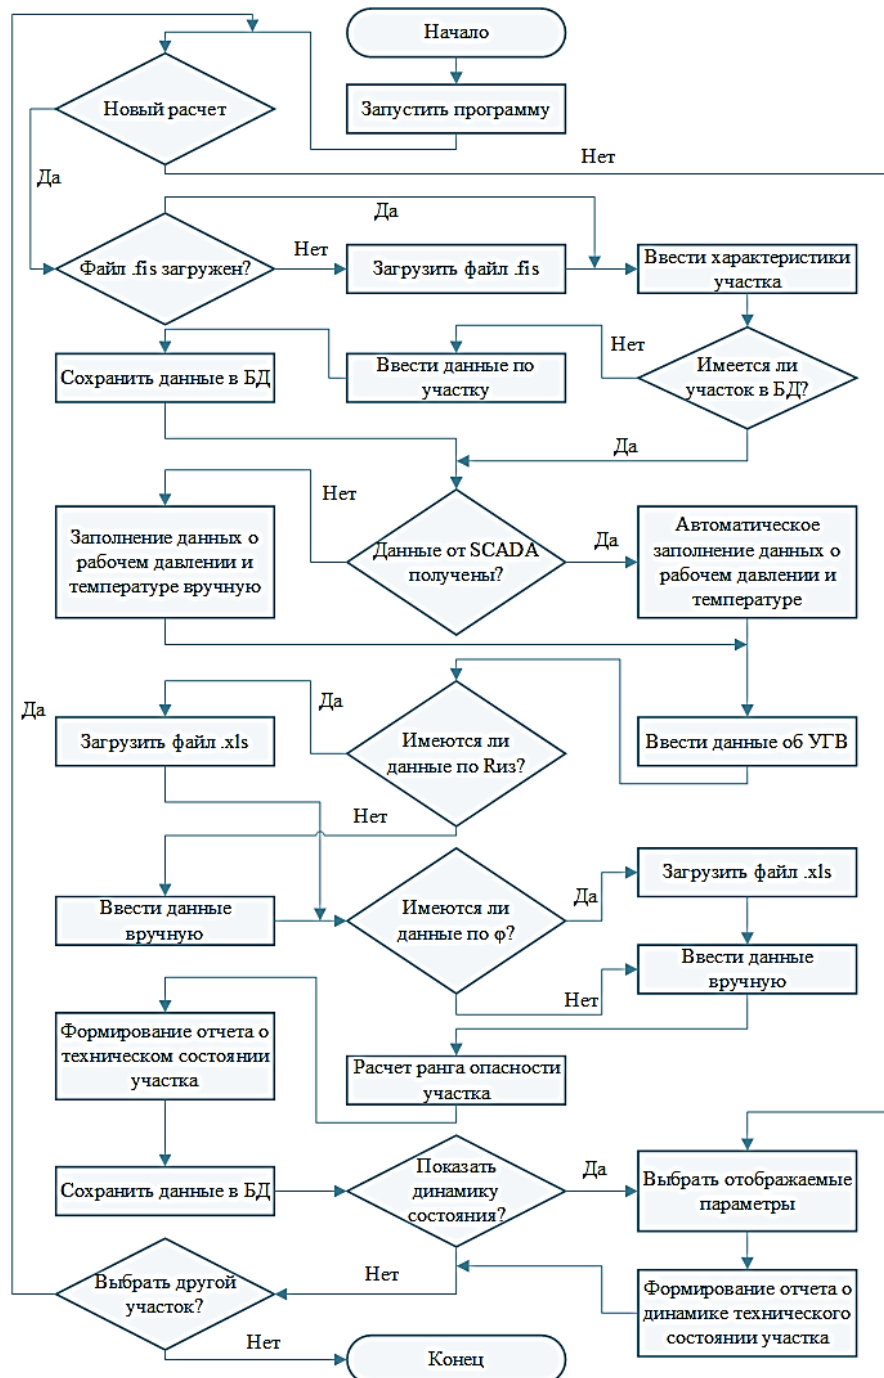 Начало
Новый расчет
Запустить программу
Нет
Да
Да
Файл .fis загружен?
Нет
Загрузить файл .fis
Ввести характеристики
участка
Сохранить данные в БД
Ввести данные по
участку
Нет
Имеется ли
участок в БД?
Да
Нет
Заполнение данных о
рабочем давлении и
температуре вручную
Данные от SCADA
получены?
Да
Автоматическое
заполнение данных о
рабочем давлении и
температуре
Да
Загрузить файл .xls
Да
Имеются ли
данные по Rиз?
Ввести данные об УГВ
Нет
Ввести данные
вручную
Имеются ли
данные по φ?
Да
Загрузить файл .xls
Нет
Ввести данные
вручную
Формирование отчета о
техническом состоянии
участка
Расчет ранга опасности
участка
Сохранить данные в БД
Показать
динамику
состояния?
Да
Выбрать отображаемые
параметры
Выбрать другой
участок?
Нет
Формирование отчета о
динамике технического
состоянии участка
Нет
Конец